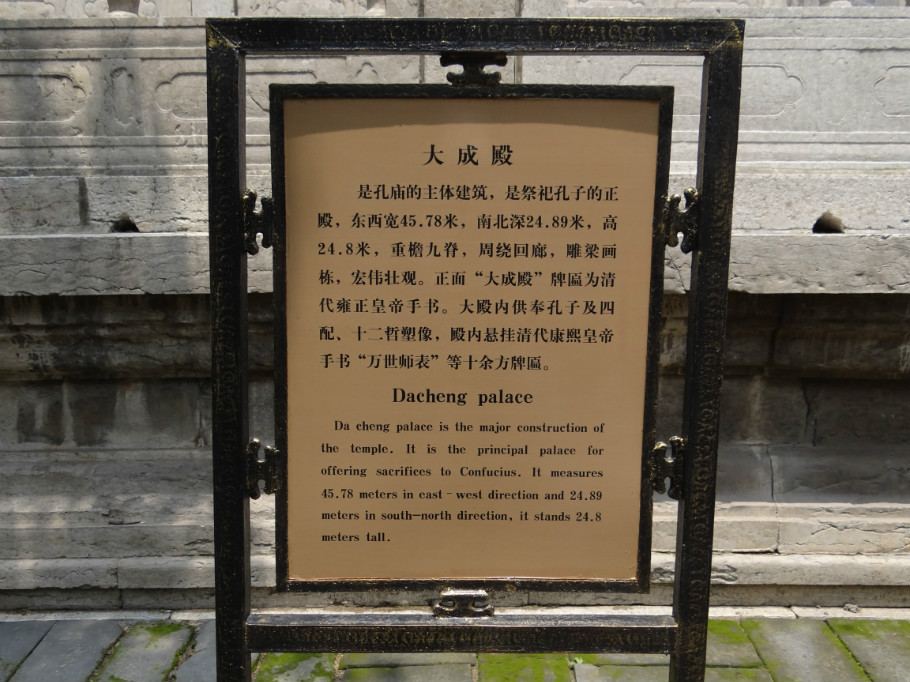 大成殿
是孔庙的主体建筑，是祭祀孔子的正
殿，东西宽45.78米，南北深24.89米，高
24.8米，重檐九脊，周绕回廊，雕梁画
栋，宏伟壮观。正面“大成殿”牌匾为清
代雍正皇帝手书。大殿内供奉孔子及四
配、十二哲塑像，殿内悬挂清代康熙皇帝
手书“万世师表”等十余方牌匾。
Dacheng palace
Da cheng palace is the major construction of
the temple. It is the principal palace for
offering sacrifices to Confucius. It measures
45.78 meters in east-west direction and 24.89
meters in south—north direction, it stands 24.8
meters tall.